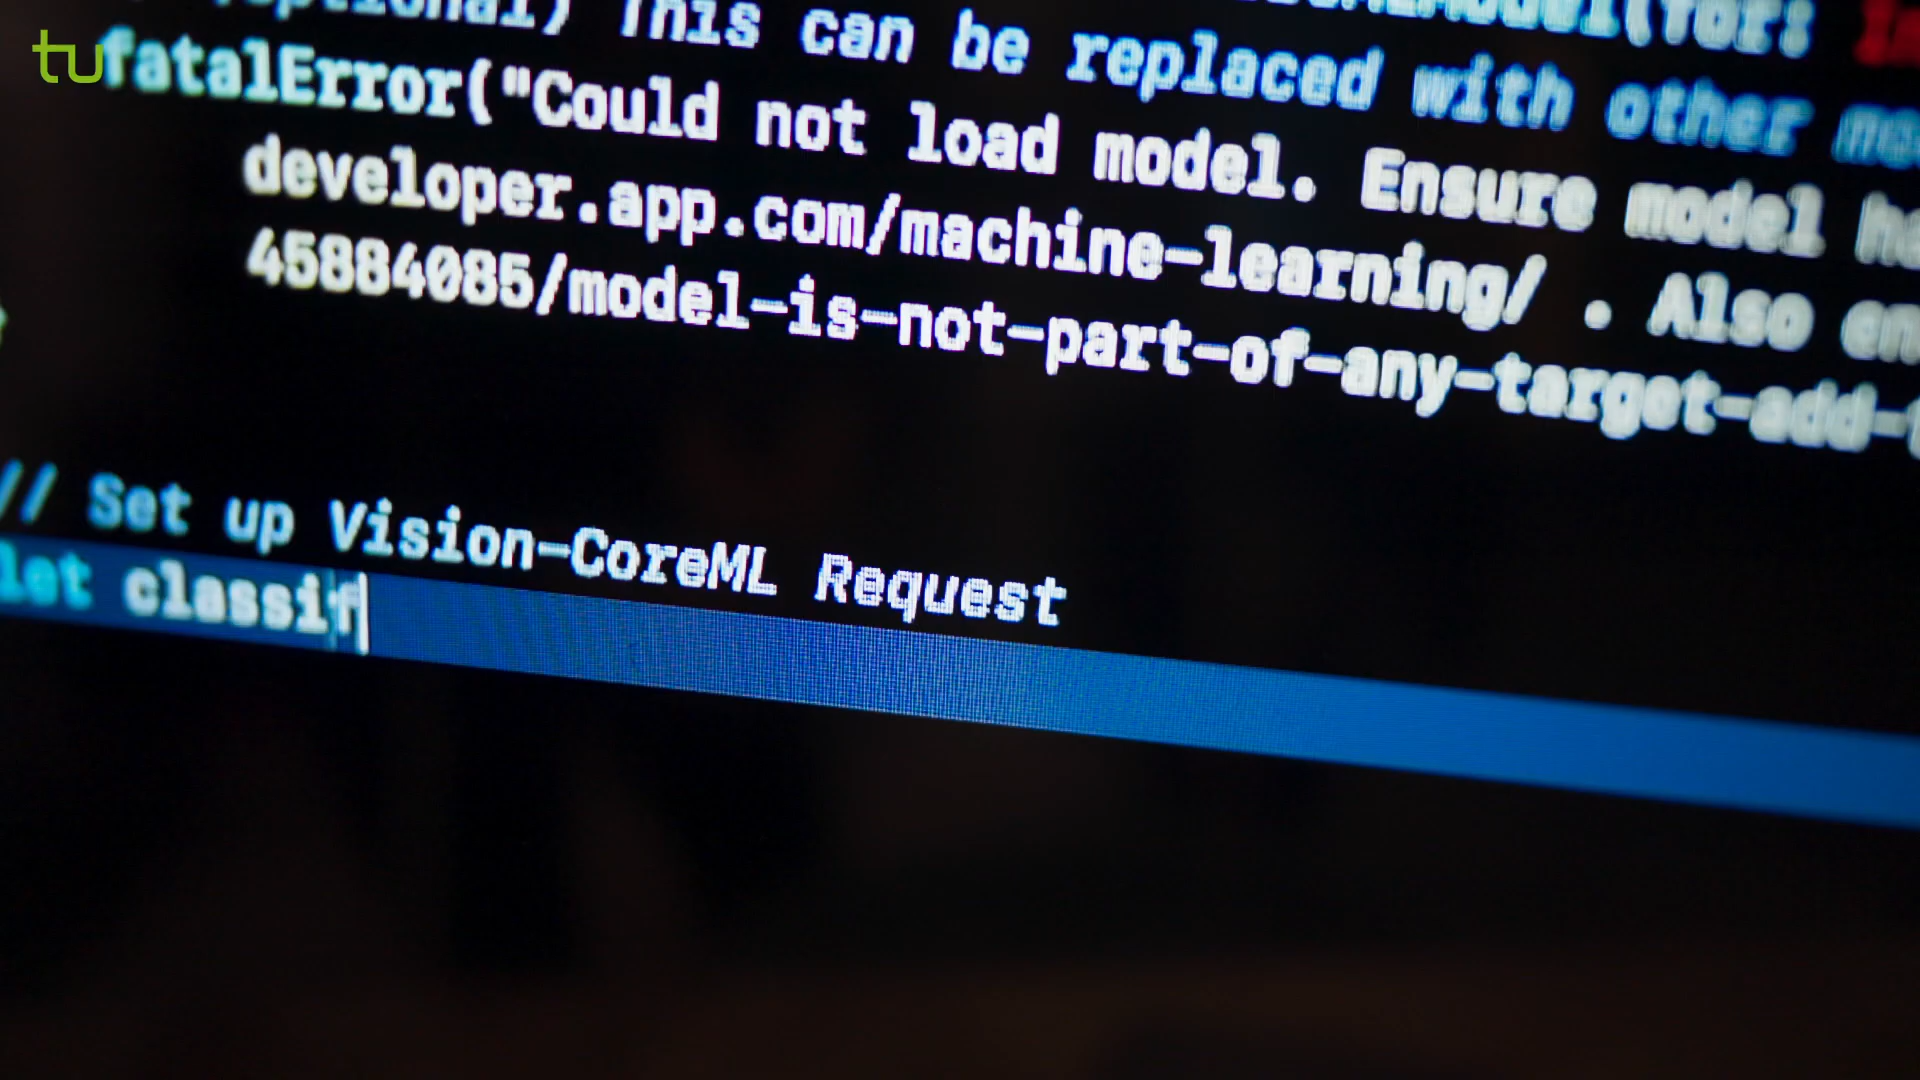 tu
optional) This can be replaced with other
fatalError("Could not load model. Ensure model
developer.app.com/machine-learning/ . Also
45884085/model-is-not-part-of-any-target-add-
// Set up Vision-CoreML Request
let classif